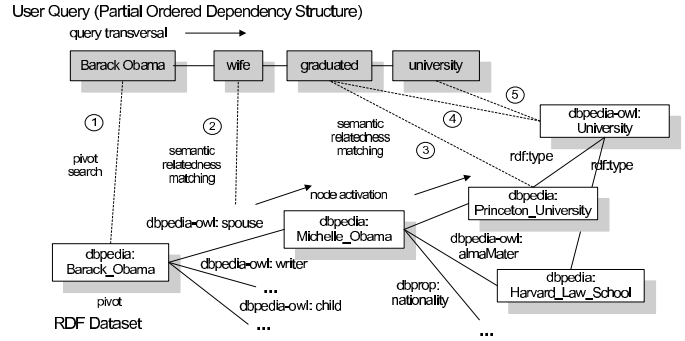 User Query (Partial Ordered Dependency Structure)
query transversal
Barack Obama
wife
graduated
university
1
2
3
4
5
pivot
search
semantic
relatedness
matching
semantic
relatedness
matching
dbpedia-owl:
University
rdf:type
rdf:type
node activation
dbpedia-owl: spouse
dbpedia:
Princeton_University
dbpedia:
Michelle_Obama
dbpedia-owl:
almaMater
dbpedia:
Barack_Obama
dbpedia-owl: writer
...
dbpedia-owl: child
...
dbprop:
nationality
...
dbpedia:
Harvard_Law_School
pivot
RDF Dataset